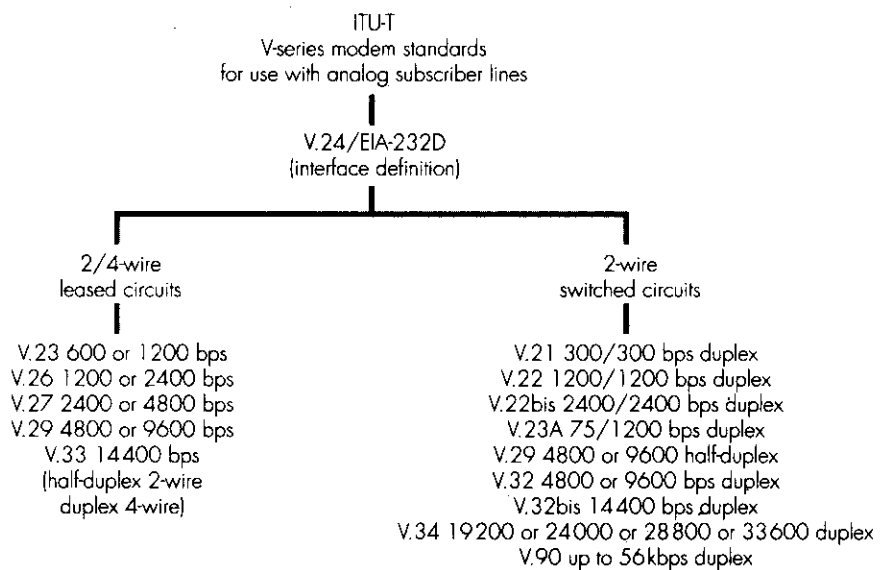 ITU-T
V-series modem standards
for use with analog subscriber lines
V.24/EIA-232D
(interface definition)
2/4-wire
leased circuits
V.23 600 or 1200 bps
V.26 1200 or 2400 bps
V.27 2400 or 4800 bps
V.29 4800 or 9600 bps
V.33 14400 bps
(half-duplex 2-wire
duplex 4-wire)
2-wire
switched circuits
V.21 300/300 bps duplex
V.22 1200/1200 bps duplex
V.22bis 2400/2400 bps duplex
V.23A 75/1200 bps duplex
V.29 4800 or 9600 half-duplex
V.32 4800 or 9600 bps duplex
V.32bis 14400 bps duplex
V.34 19200 or 24000 or 28800 or 33600 duplex
V.90 up to 56kbps duplex